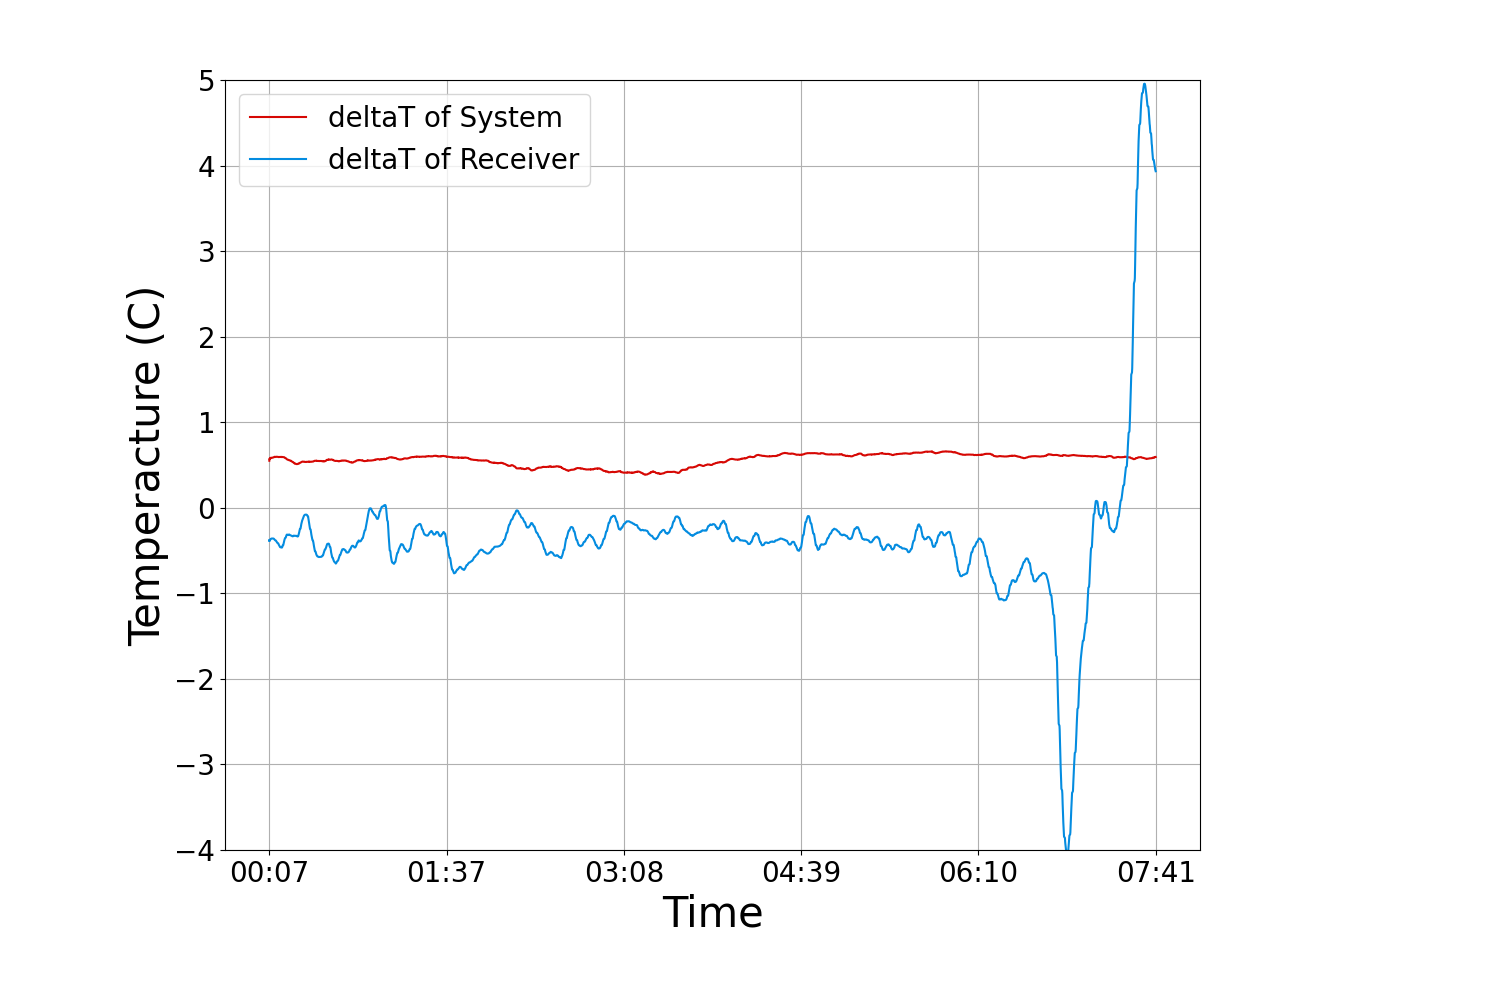 deltaT of System
deltaT of Receiver
5
4
3
2
1
0
−1
−2
−3
−4
Temperacture (C)
00:07 01:37 03:08 04:39 06:10 07:41
Time